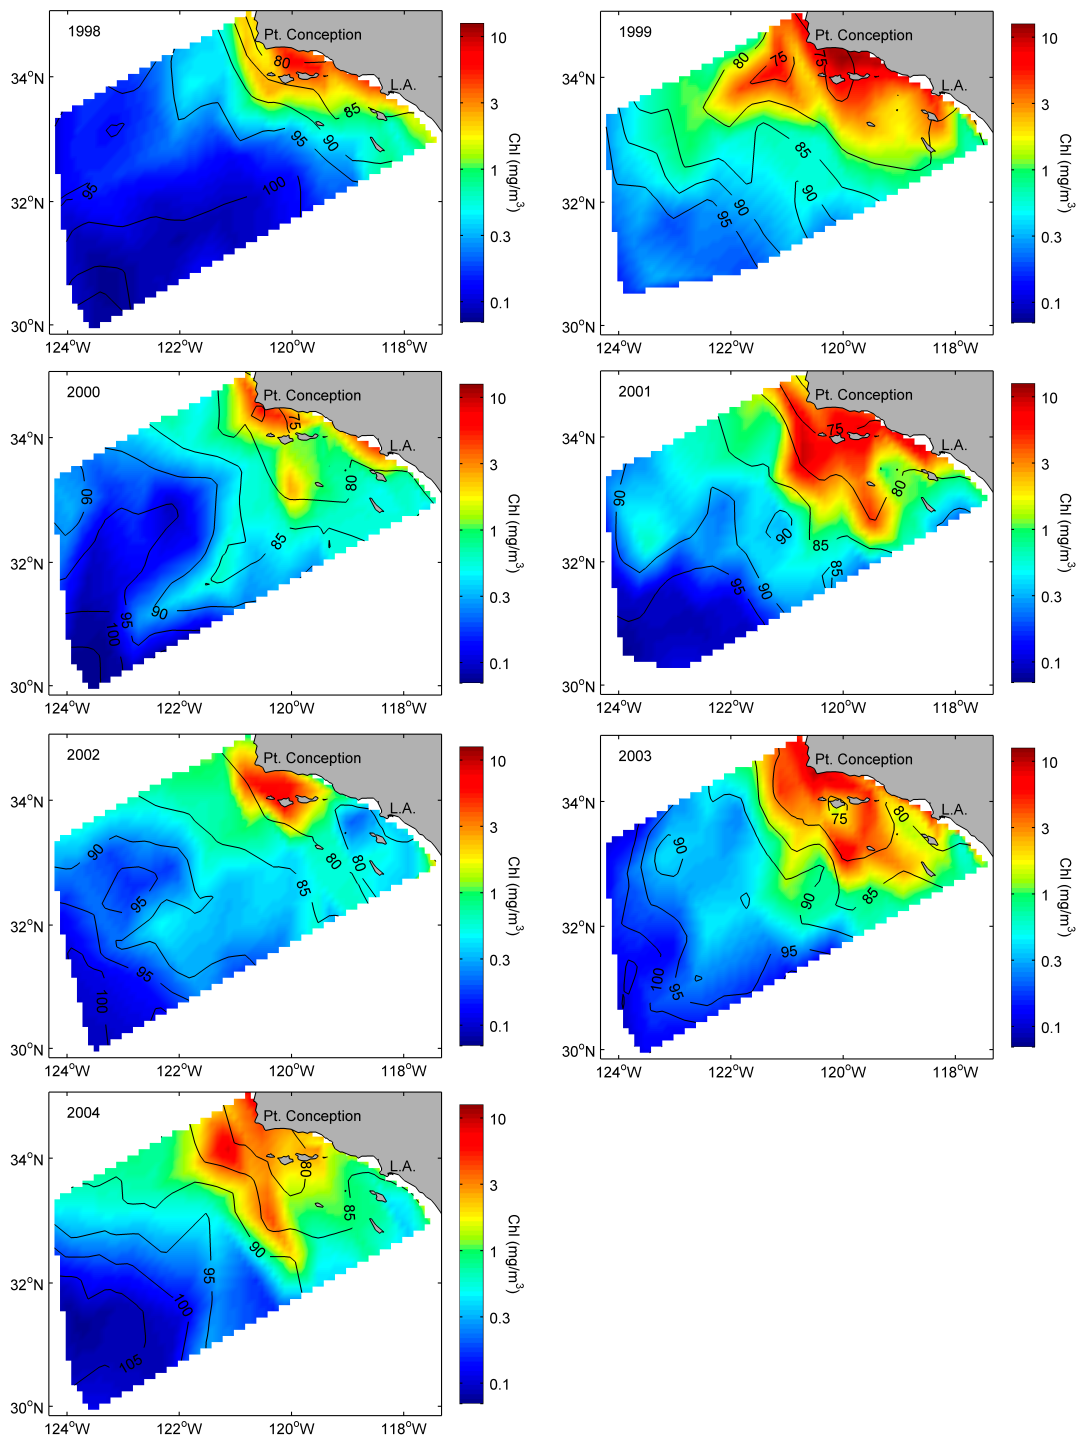 1998
Pt. Conception
L.A.
80
85
90
95
95
100
34°N
32°N
30°N
124°W 122°W 120°W 118°W
10
3
1
0.3
0.1
Chl (mg/m³)
1999
Pt. Conception
L.A.
80
75
75
85
90
90
95
34°N
32°N
30°N
124°W 122°W 120°W 118°W
10
3
1
0.3
0.1
Chl (mg/m³)
2000
Pt. Conception
L.A.
75
80
90
85
90
95
100
34°N
32°N
30°N
124°W 122°W 120°W 118°W
10
3
1
0.3
0.1
Chl (mg/m³)
2001
Pt. Conception
L.A.
75
80
90
90
85
85
95
90
34°N
32°N
30°N
124°W 122°W 120°W 118°W
10
3
1
0.3
0.1
Chl (mg/m³)
2002
Pt. Conception
L.A.
90
80
80
85
95
95
100
34°N
32°N
30°N
124°W 122°W 120°W 118°W
10
3
1
0.3
0.1
Chl (mg/m³)
2003
Pt. Conception
L.A.
75
80
90
85
90
95
100
95
34°N
32°N
30°N
124°W 122°W 120°W 118°W
10
3
1
0.3
0.1
Chl (mg/m³)
2004
Pt. Conception
L.A.
80
85
90
95
100
105
34°N
32°N
30°N
124°W 122°W 120°W 118°W
10
3
1
0.3
0.1
Chl (mg/m³)